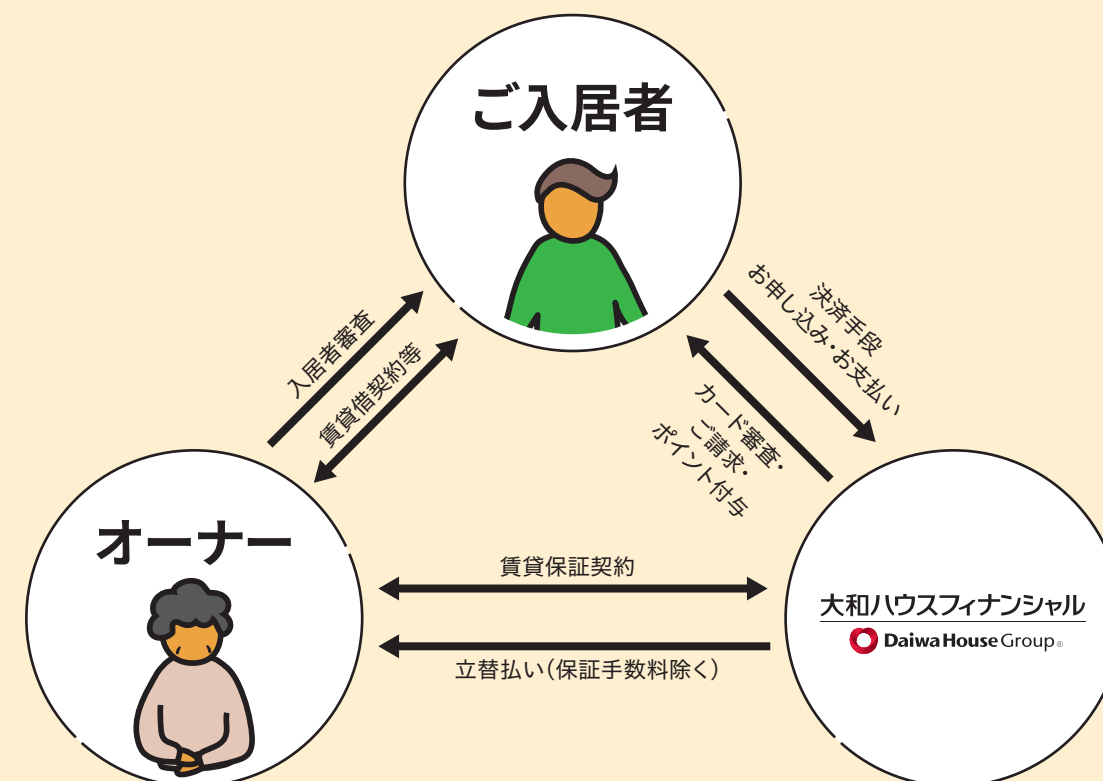 ご入居者
入居者審査
賃貸借契約等
決済手段
お申し込み・お支払い
カード審査・
ご請求・
ポイント付与
オーナー
賃貸保証契約
立替払い(保証手数料除く)
大和ハウスフィナンシャル
Daiwa House Group®